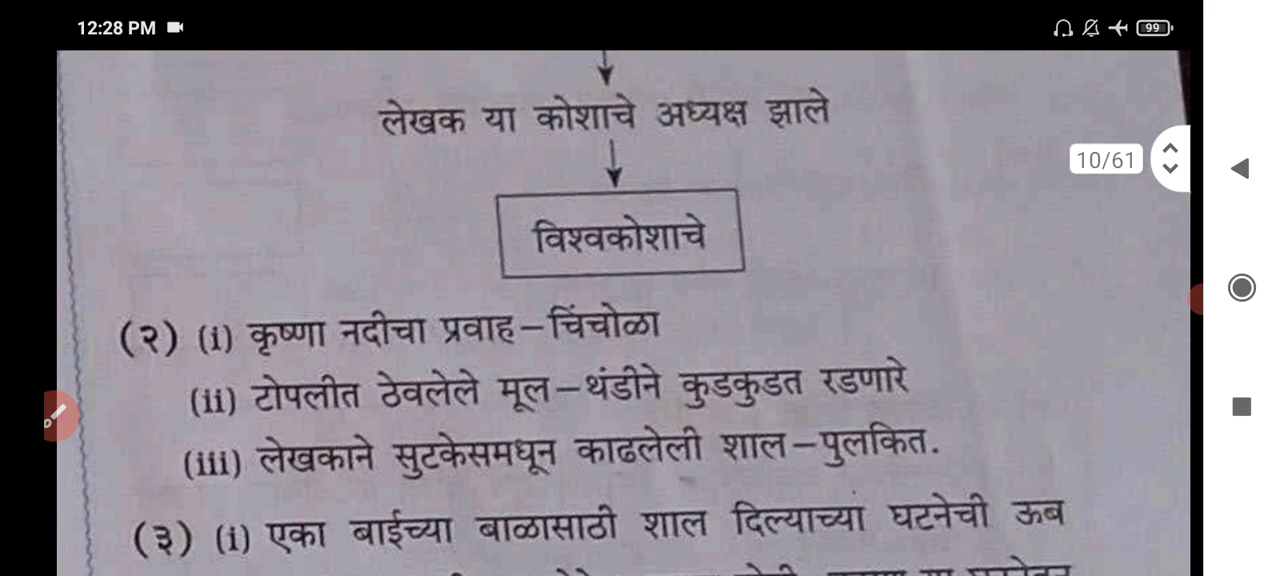 12:28 PM
99
लेखक या कोशाचे अध्यक्ष झाले
10/61
विश्वकोशाचे
(२) (i) कृष्णा नदीचा प्रवाह – चिंचोळा
(ii) टोपलीत ठेवलेले मूल – थंडीने कुडकुडत रडणारे
(iii) लेखकाने सुटकेसमधून काढलेली शाल – पुलकित.
(३) (i) एका बाईच्या बाळासाठी शाल दिल्याच्या घटनेची ऊब